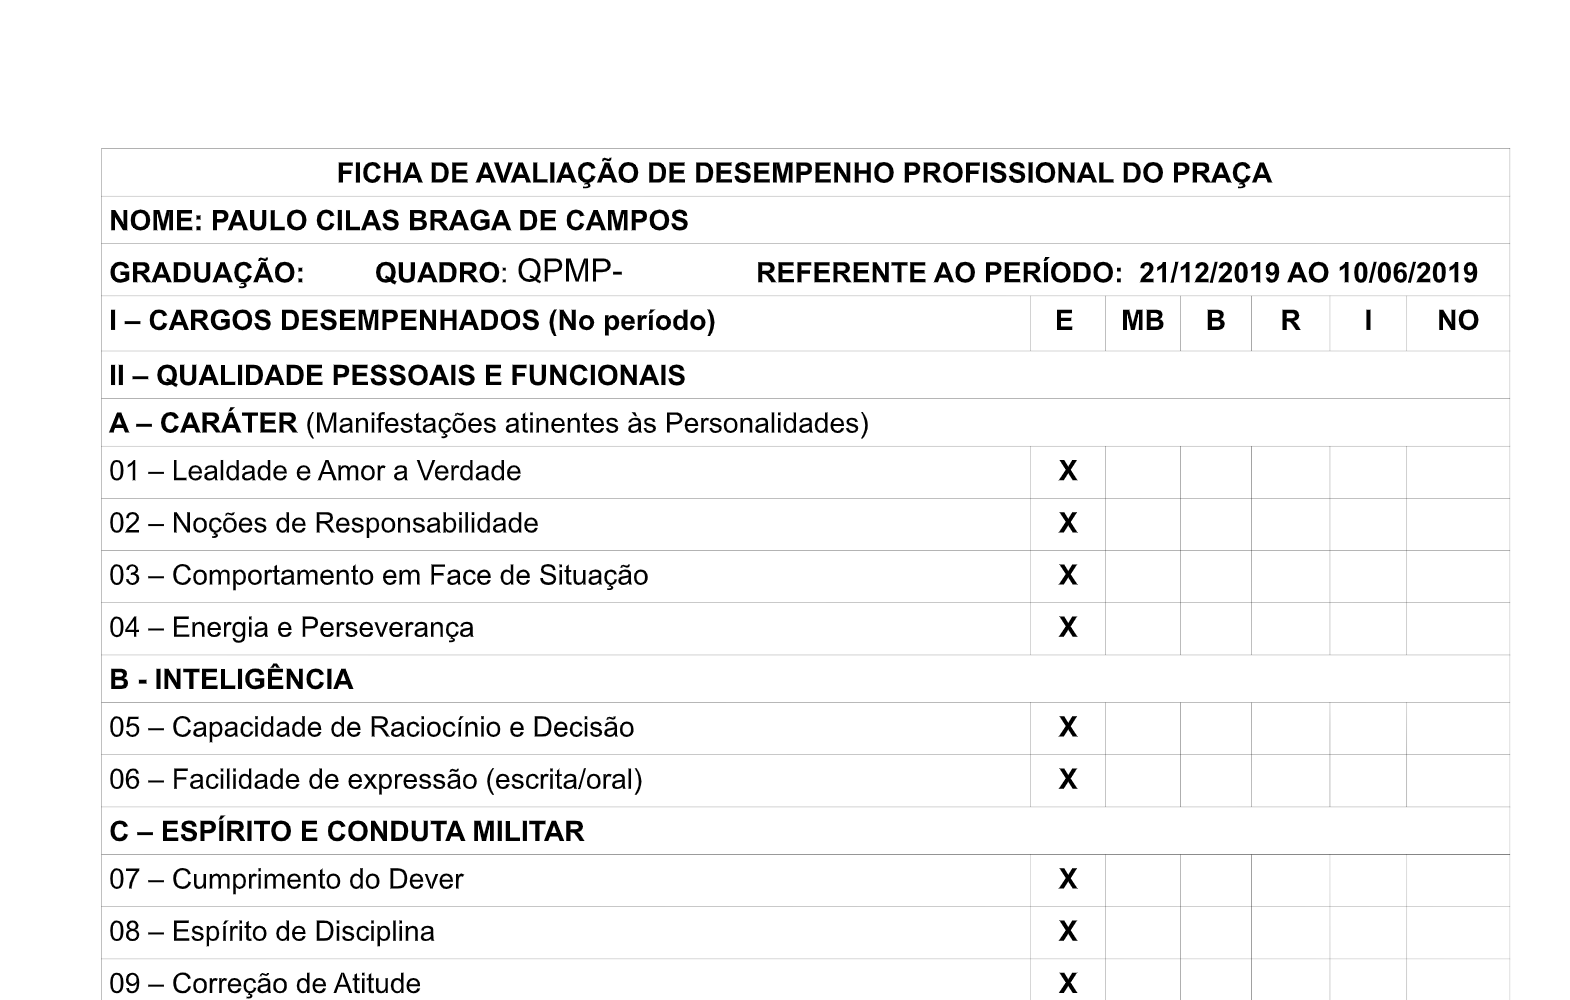 FICHA DE AVALIAÇÃO DE DESEMPENHO PROFISSIONAL DO PRAÇA
NOME: PAULO CILAS BRAGA DE CAMPOS
GRADUAÇÃO: QUADRO: QPMP- REFERENTE AO PERÍODO: 21/12/2019 AO 10/06/2019
I – CARGOS DESEMPENHADOS (No período) E MB B R I NO
II – QUALIDADE PESSOAIS E FUNCIONAIS
A – CARÁTER (Manifestações atinentes às Personalidades)
01 – Lealdade e Amor a Verdade X
02 – Noções de Responsabilidade X
03 – Comportamento em Face de Situação X
04 – Energia e Perseverança X
B - INTELIGÊNCIA
05 – Capacidade de Raciocínio e Decisão X
06 – Facilidade de expressão (escrita/oral) X
C – ESPÍRITO E CONDUTA MILITAR
07 – Cumprimento do Dever X
08 – Espírito de Disciplina X
09 – Correção de Atitude X